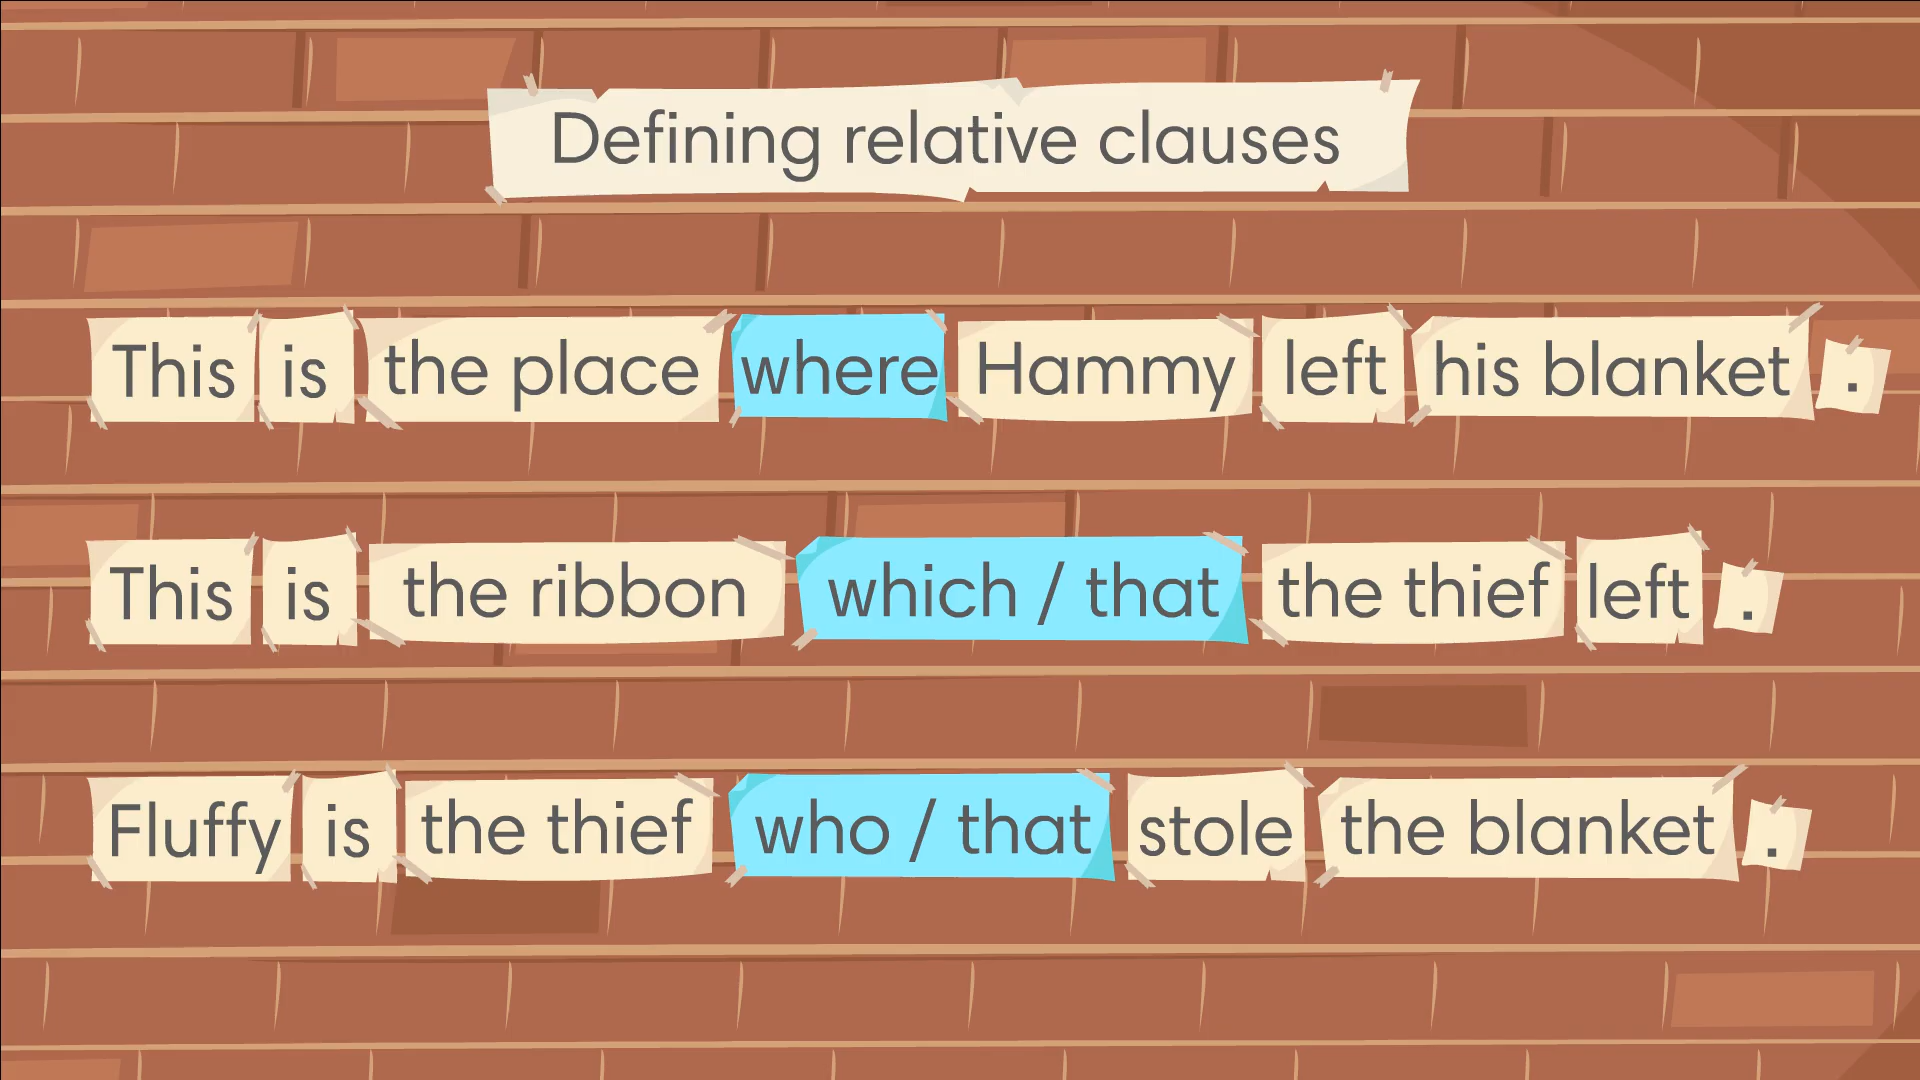 Defining relative clauses
This is the place where Hammy left his blanket .
This is the ribbon which / that the thief left .
Fluffy is the thief who / that stole the blanket .